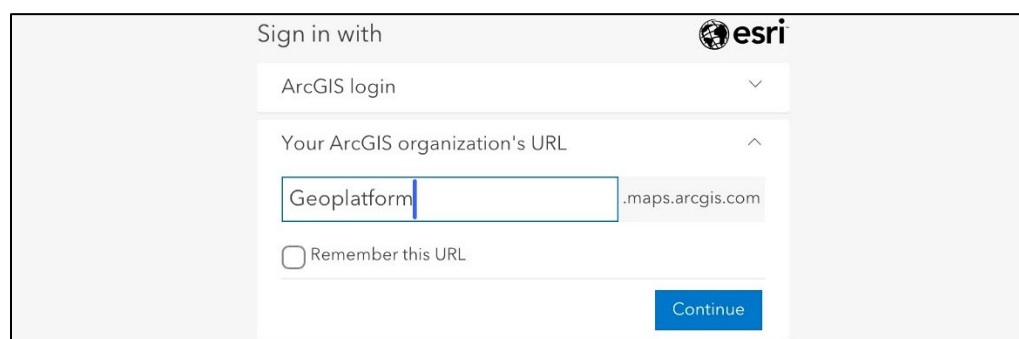 Sign in with
esri
ArcGIS login
Your ArcGIS organization's URL
Geoplatform .maps.arcgis.com
Remember this URL
Continue